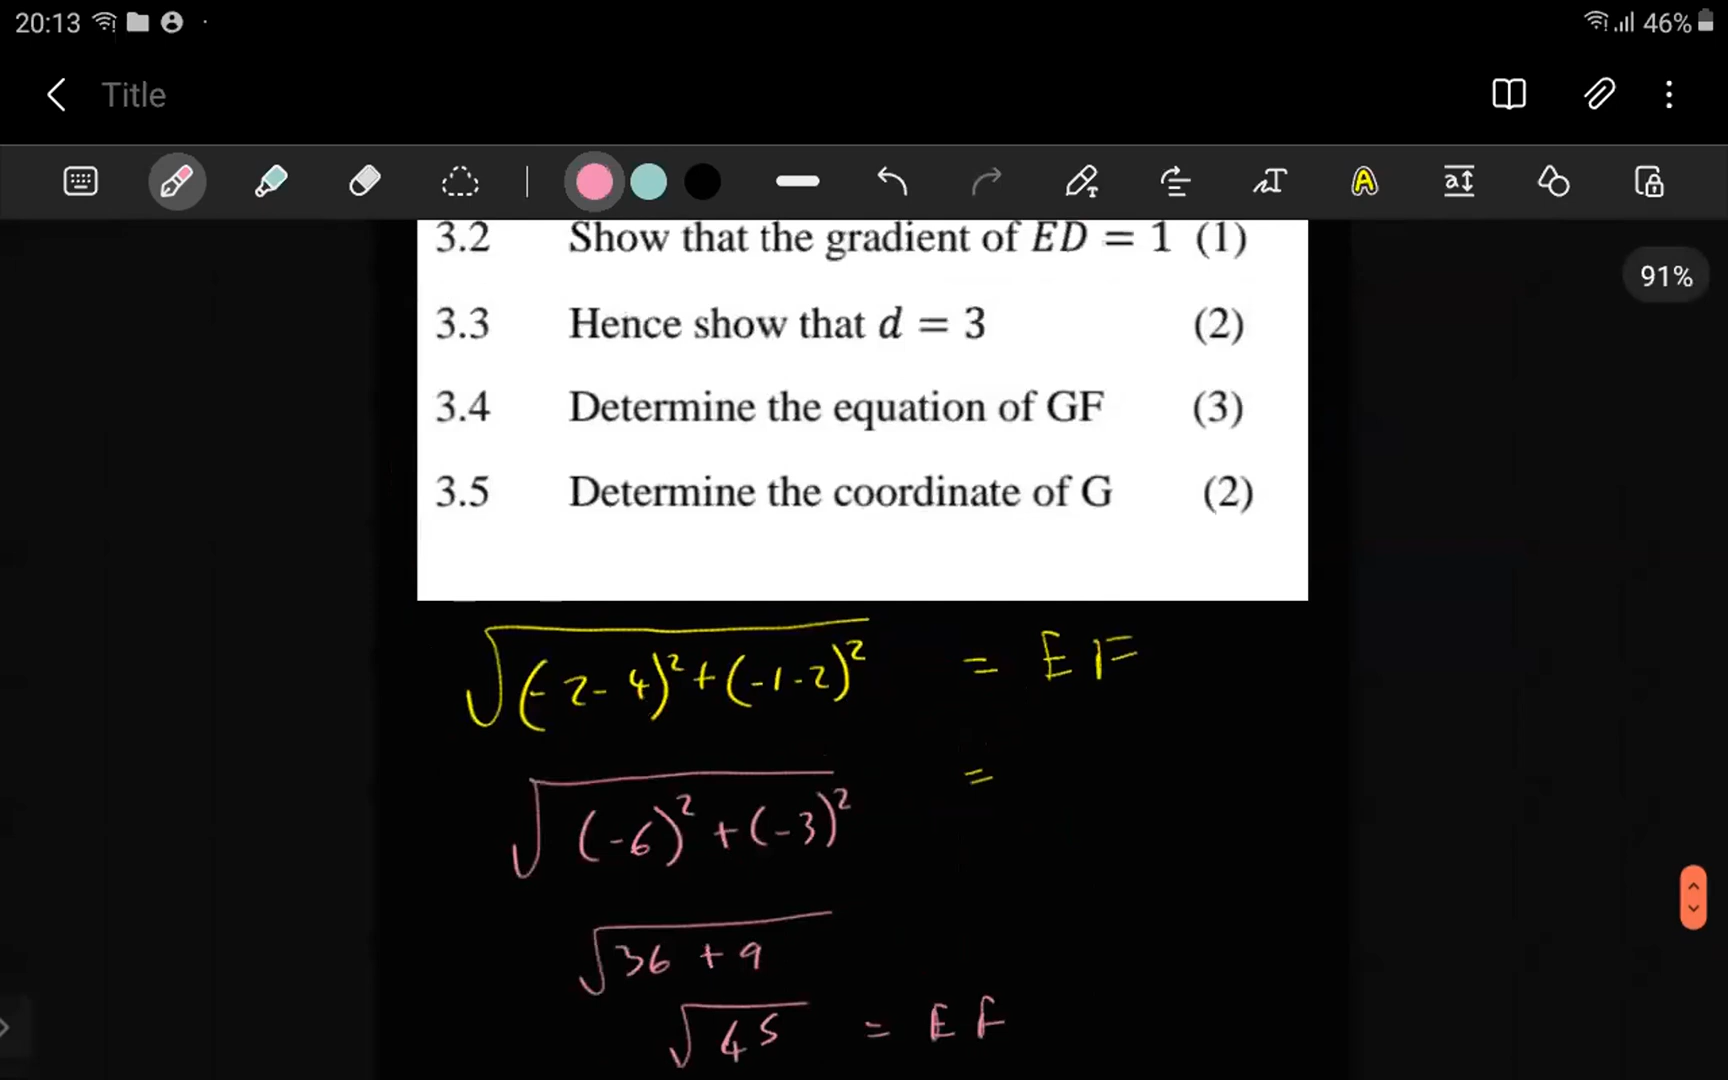 20:13 46%
Title
A a
91%
3.2 Show that the gradient of ED = 1 (1)
3.3 Hence show that d = 3 (2)
3.4 Determine the equation of GF (3)
3.5 Determine the coordinate of G (2)
√(-2-4)²+(-1-2)² = EF
=
√(-6)²+(-3)²
√36+9
√45 = EF